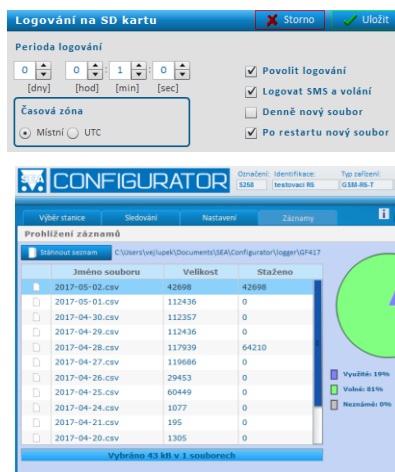 Logování na SD kartu
Storno
Uložit
Perioda logování
0 0 : 1 : 0
[dny] [hod] [min] [sec]
Časová zóna
Místní UTC
Povolit logování
Logovat SMS a volání
Denně nový soubor
Po restartu nový soubor
SEA CONFIGURATOR
Označení: Identifikace: Typ zařízení:
5258 testovací RS GSM-R5-T
Výběr stanice Sledování Nastavení Záznamy
Prohlížení záznamů
Stáhnout seznam C:\Users\vejlupek\Documents\SEA\Configurator\logger\GF417
Jméno souboru Velikost Staženo
2017-05-02.csv 42698 42698
2017-05-01.csv 112436 0
2017-04-30.csv 112357 0
2017-04-29.csv 112436 0
2017-04-28.csv 117939 64210
2017-04-27.csv 119686 0
2017-04-26.csv 29453 0
2017-04-25.csv 60449 0
2017-04-24.csv 1077 0
2017-04-21.csv 195 0
2017-04-20.csv 1305 0
Využité: 19%
Volné: 81%
Neznámé: 0%
Vybráno 43 kB v 1 souborech